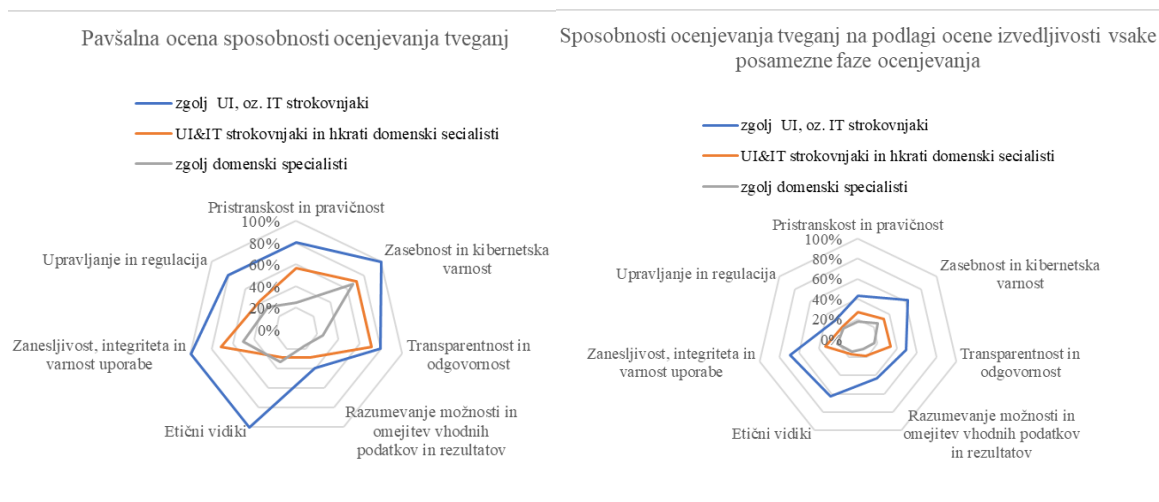 Pavšalna ocena sposobnosti ocenjevanja tveganj
zgolj UI, oz. IT strokovnjaki
UI&IT strokovnjaki in hkrati domenski secialisti
zgolj domenski specialisti
Pristranskost in pravičnost
100%
80%
60%
40%
20%
0%
Zasebnost in kibernetska
varnost
Transparentnost in
odgovornost
Razumevanje možnosti in
omejitev vhodnih
podatkov in rezultatov
Etični vidiki
Zanesljivost, integriteta in
varnost uporabe
Upravljanje in regulacija
Sposobnosti ocenjevanja tveganj na podlagi ocene izvedljivosti vsake
posamezne faze ocenjevanja
zgolj UI, oz. IT strokovnjaki
UI&IT strokovnjaki in hkrati domenski secialisti
zgolj domenski specialisti
Pristranskost in pravičnost
100%
80%
60%
40%
20%
0%
Zasebnost in kibernetska
varnost
Transparentnost in
odgovornost
Razumevanje možnosti in
omejitev vhodnih podatkov
in rezultatov
Etični vidiki
Zanesljivost, integriteta in
varnost uporabe
Upravljanje in regulacija